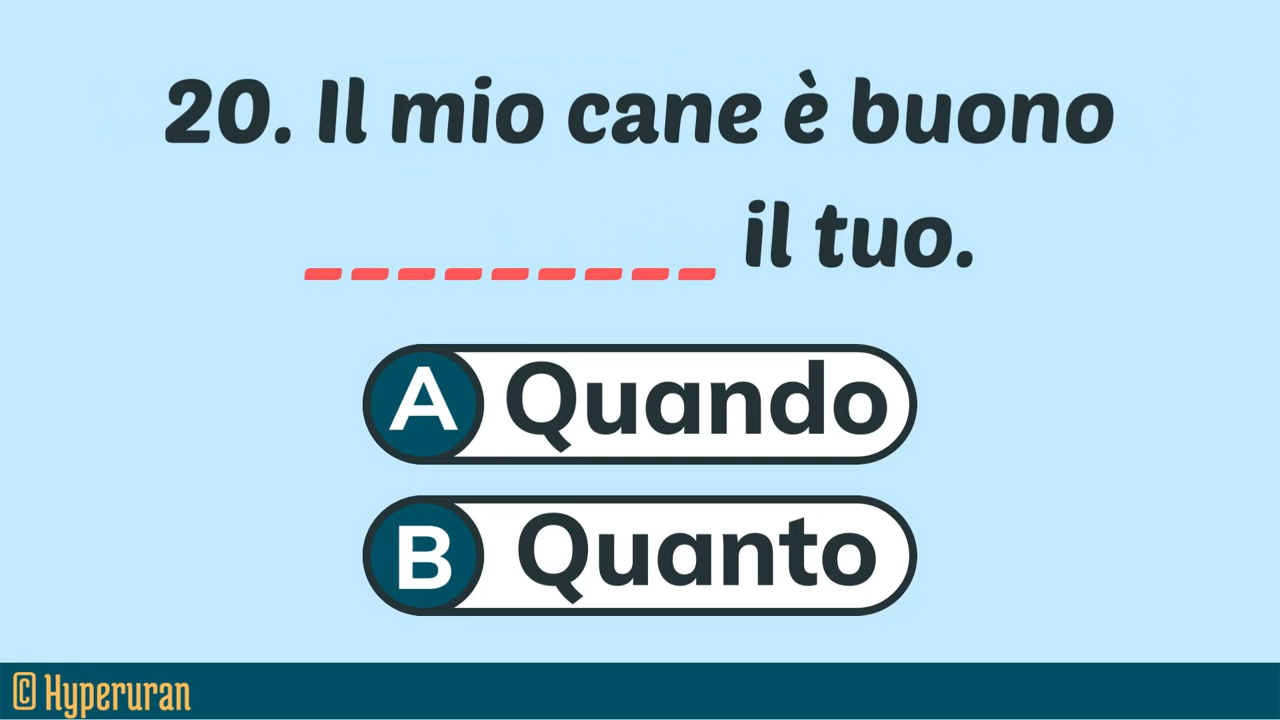 20. Il mio cane è buono
_________ il tuo.
A Quando
B Quanto
© Hyperuran